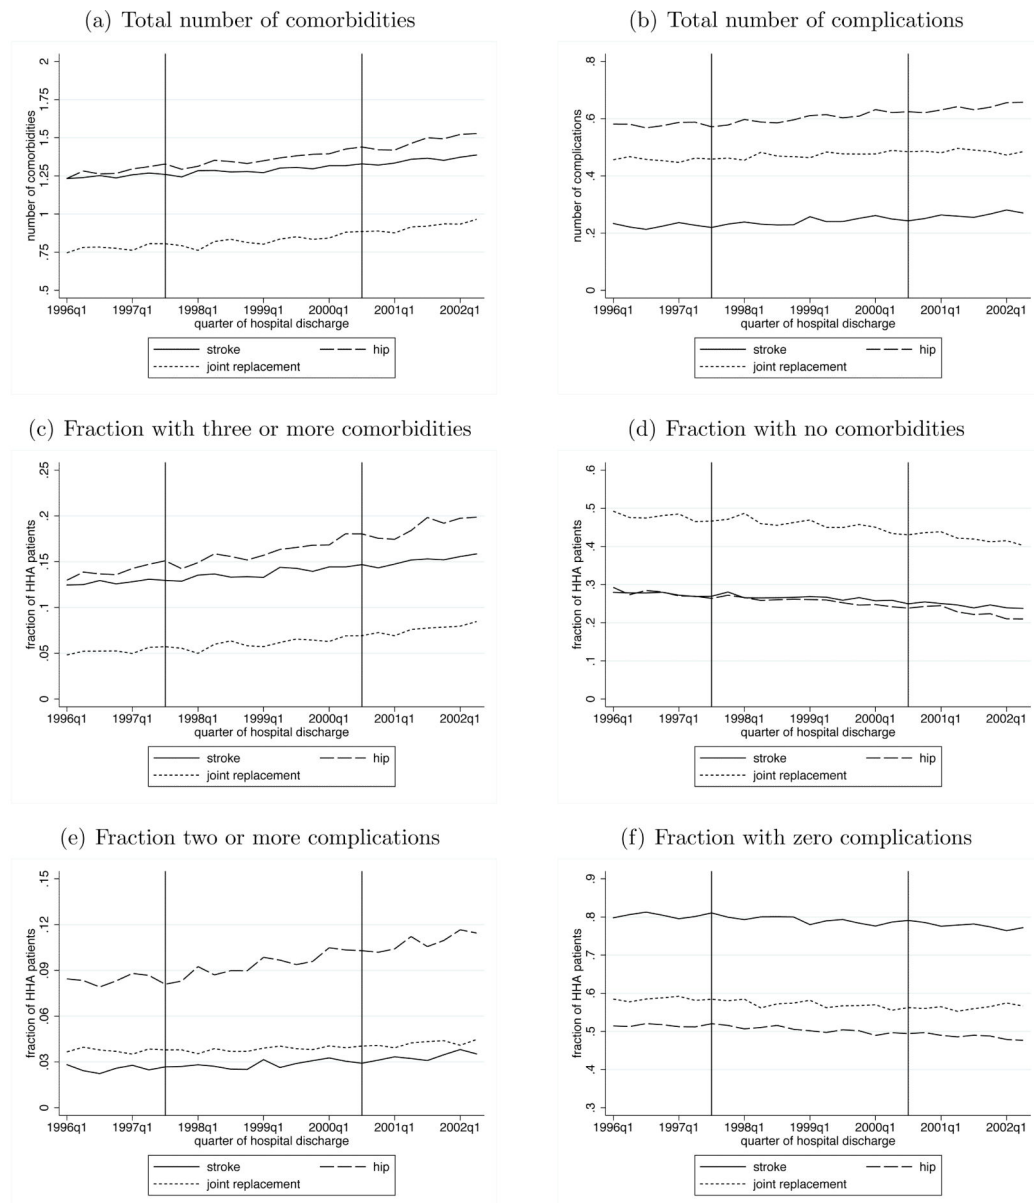 (a) Total number of comorbidities
number of comorbidities
2
1.75
1.5
1.25
1
.75
.5
1996q1 1997q1 1998q1 1999q1 2000q1 2001q1 2002q1
quarter of hospital discharge
stroke hip
joint replacement
(b) Total number of complications
number of complications
.8
.6
.4
.2
0
1996q1 1997q1 1998q1 1999q1 2000q1 2001q1 2002q1
quarter of hospital discharge
stroke hip
joint replacement
(c) Fraction with three or more comorbidities
fraction of HHA patients
.25
.2
.15
.1
.05
0
1996q1 1997q1 1998q1 1999q1 2000q1 2001q1 2002q1
quarter of hospital discharge
stroke hip
joint replacement
(d) Fraction with no comorbidities
fraction of HHA patients
.6
.5
.4
.3
.2
.1
0
1996q1 1997q1 1998q1 1999q1 2000q1 2001q1 2002q1
quarter of hospital discharge
stroke hip
joint replacement
(e) Fraction two or more complications
fraction of HHA patients
.15
.12
.09
.06
.03
0
1996q1 1997q1 1998q1 1999q1 2000q1 2001q1 2002q1
quarter of hospital discharge
stroke hip
joint replacement
(f) Fraction with zero complications
fraction of HHA patients
.9
.8
.7
.6
.5
.4
.3
1996q1 1997q1 1998q1 1999q1 2000q1 2001q1 2002q1
quarter of hospital discharge
stroke hip
joint replacement